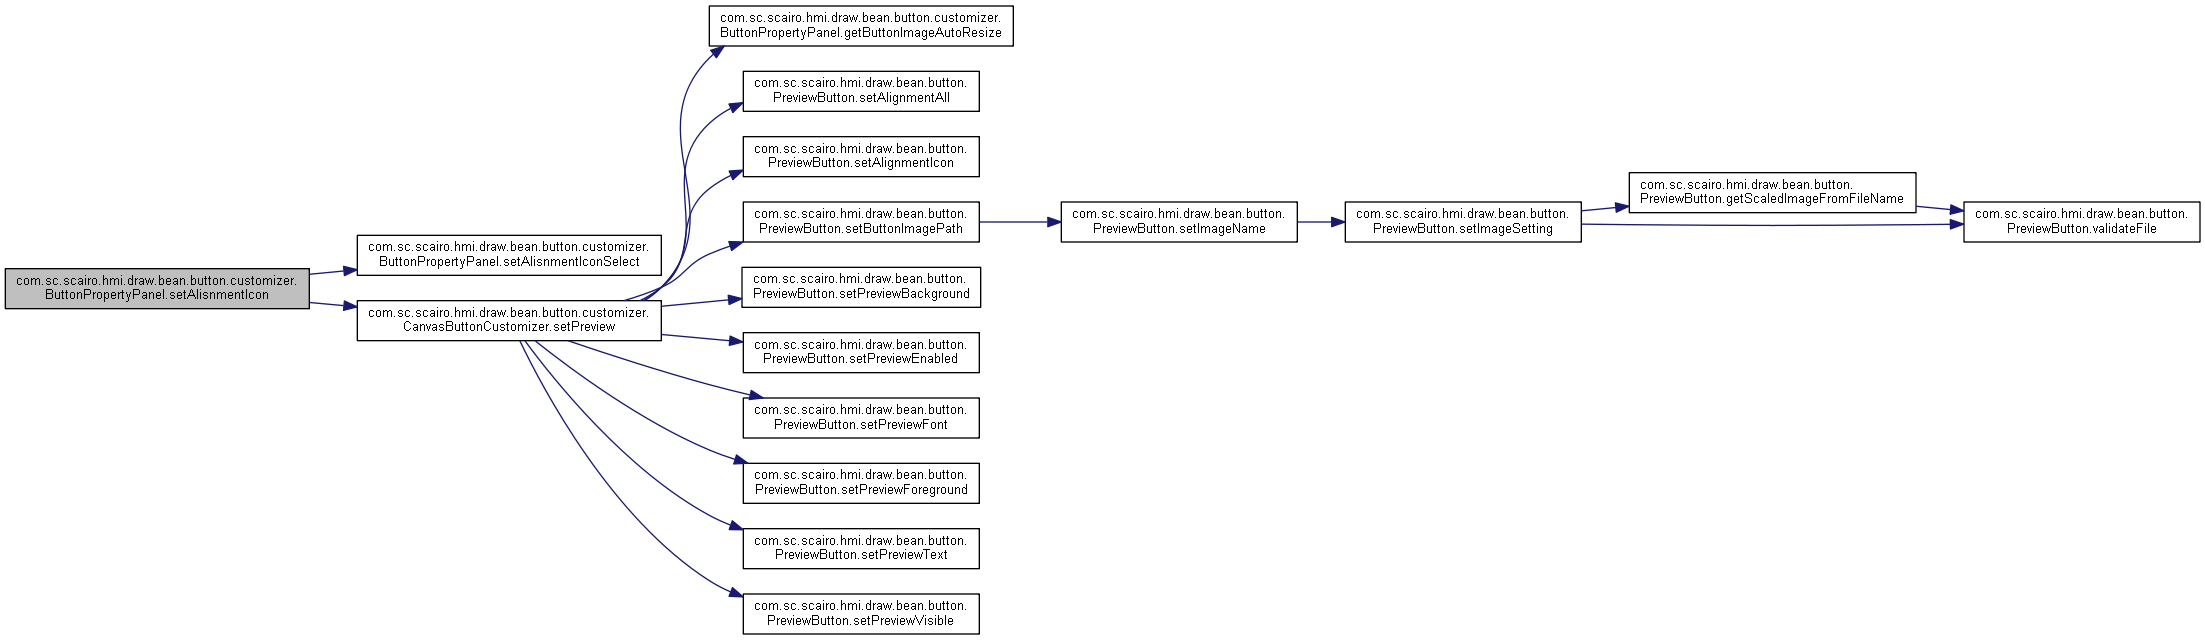 com.sc.scairo.hmi.draw.bean.button.customizer.
ButtonPropertyPanel.setAlisnmentIcon
com.sc.scairo.hmi.draw.bean.button.customizer.
ButtonPropertyPanel.setAlisnmentIconSelect
com.sc.scairo.hmi.draw.bean.button.customizer.
CanvasButtonCustomizer.setPreview
com.sc.scairo.hmi.draw.bean.button.customizer.
ButtonPropertyPanel.getButtonImageAutoResize
com.sc.scairo.hmi.draw.bean.button.
PreviewButton.setAlignmentAll
com.sc.scairo.hmi.draw.bean.button.
PreviewButton.setAlignmentIcon
com.sc.scairo.hmi.draw.bean.button.
PreviewButton.setButtonImagePath
com.sc.scairo.hmi.draw.bean.button.
PreviewButton.setPreviewBackground
com.sc.scairo.hmi.draw.bean.button.
PreviewButton.setPreviewEnabled
com.sc.scairo.hmi.draw.bean.button.
PreviewButton.setPreviewFont
com.sc.scairo.hmi.draw.bean.button.
PreviewButton.setPreviewForeground
com.sc.scairo.hmi.draw.bean.button.
PreviewButton.setPreviewText
com.sc.scairo.hmi.draw.bean.button.
PreviewButton.setPreviewVisible
com.sc.scairo.hmi.draw.bean.button.
PreviewButton.setImageName
com.sc.scairo.hmi.draw.bean.button.
PreviewButton.setImageSetting
com.sc.scairo.hmi.draw.bean.button.
PreviewButton.getScaledImageFromFileName
com.sc.scairo.hmi.draw.bean.button.
PreviewButton.validateFile